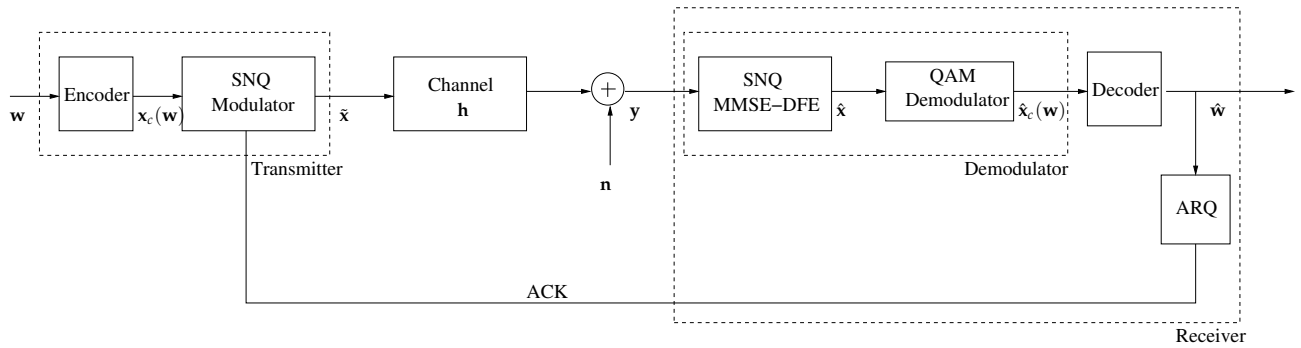 Encoder
SNQ
Modulator
Channel
h
+
SNQ
MMSE−DFE
QAM
Demodulator
Decoder
w
x_c(w)
x̃
y
x̂
x̂_c(w)
ŵ
Transmitter
n
Demodulator
ARQ
ACK
Receiver